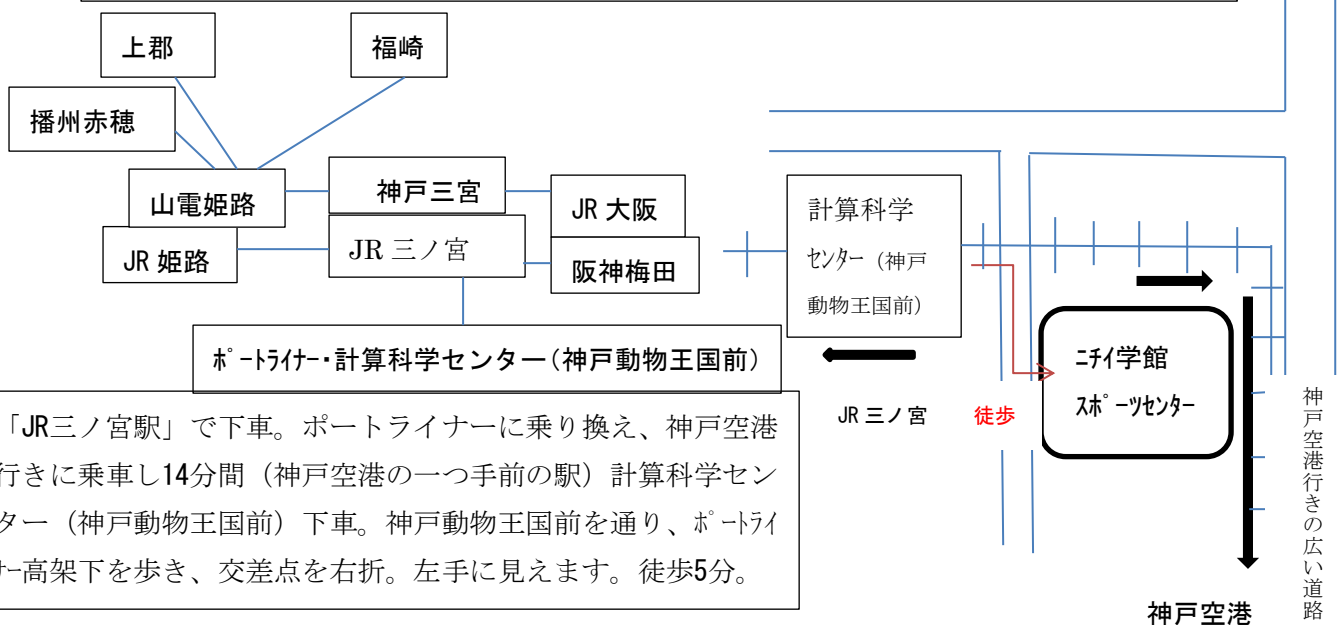 上郡
福崎
播州赤穂
山電姫路
神戸三宮
JR 大阪
JR 姫路
JR 三ノ宮
阪神梅田
計算科学
ｾﾝﾀｰ（神戸
動物王国前）
ﾎﾟｰﾄﾗｲﾅｰ・計算科学センター（神戸動物王国前）
ニチイ学館
ｽﾎﾟｰﾂｾﾝﾀｰ
JR 三ノ宮
徒歩
「JR三ノ宮駅」で下車。ポートライナーに乗り換え、神戸空港
行きに乗車し14分間（神戸空港の一つ手前の駅）計算科学セン
ター（神戸動物王国前）下車。神戸動物王国前を通り、ﾎﾟｰﾄﾗｲ
ﾅｰ高架下を歩き、交差点を右折。左手に見えます。徒歩5分。
神戸空港行きの広い道路
神戸空港